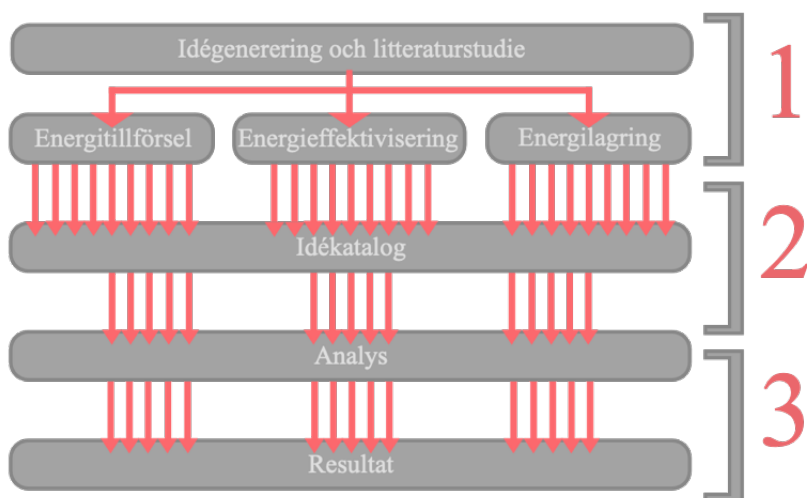 Idégenerering och litteraturstudie
1
Energitillförsel
Energieffektivisering
Energilagring
2
Idékatalog
Analys
3
Resultat